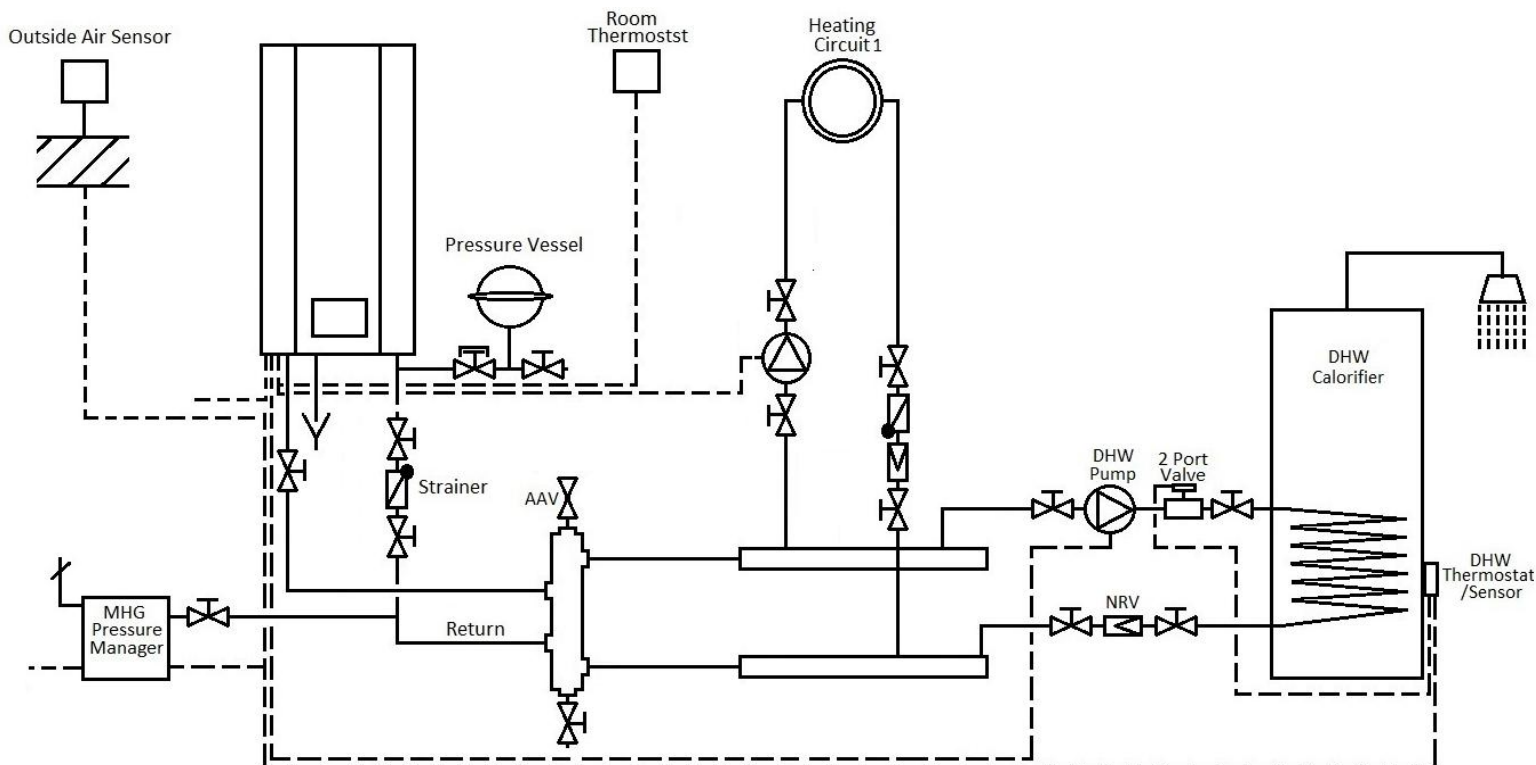 Outside Air Sensor
Room
Thermostst
Heating
Circuit 1
Pressure Vessel
DHW
Calorifier
DHW
Pump
2 Port
Valve
Strainer
AAV
DHW
Thermostat
/Sensor
MHG
Pressure
Manager
Return
NRV